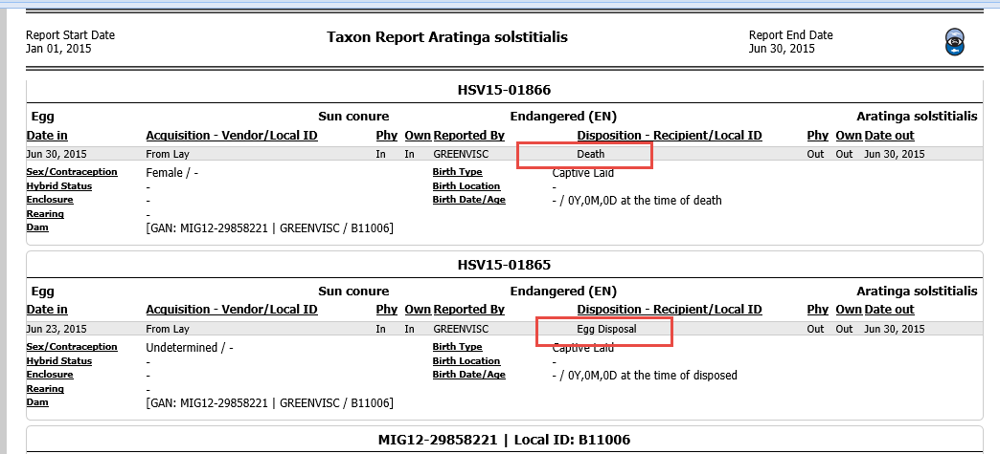 Report Start Date
Jan 01, 2015
Taxon Report Aratinga solstitialis
Report End Date
Jun 30, 2015
HSV15-01866
Egg Sun conure Endangered (EN) Aratinga solstitialis
Date in Acquisition - Vendor/Local ID Phy Own Reported By Disposition - Recipient/Local ID Phy Own Date out
Jun 30, 2015 From Lay In In GREENVISC Death Out Out Jun 30, 2015
Sex/Contraception Female / - Birth Type Captive Laid
Hybrid Status - Birth Location -
Enclosure - Birth Date/Age - / 0Y,0M,0D at the time of death
Rearing -
Dam [GAN: MIG12-29858221 | GREENVISC / B11006]
HSV15-01865
Egg Sun conure Endangered (EN) Aratinga solstitialis
Date in Acquisition - Vendor/Local ID Phy Own Reported By Disposition - Recipient/Local ID Phy Own Date out
Jun 23, 2015 From Lay In In GREENVISC Egg Disposal Out Out Jun 30, 2015
Sex/Contraception Undetermined / - Birth Type Captive Laid
Hybrid Status - Birth Location -
Enclosure - Birth Date/Age - / 0Y,0M,0D at the time of disposed
Rearing -
Dam [GAN: MIG12-29858221 | GREENVISC / B11006]
MIG12-29858221 | Local ID: B11006